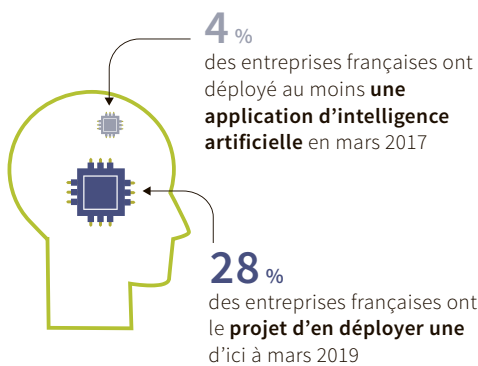 4 %
des entreprises françaises ont
déployé au moins une
application d’intelligence
artificielle en mars 2017
28 %
des entreprises françaises ont
le projet d’en déployer une
d’ici à mars 2019